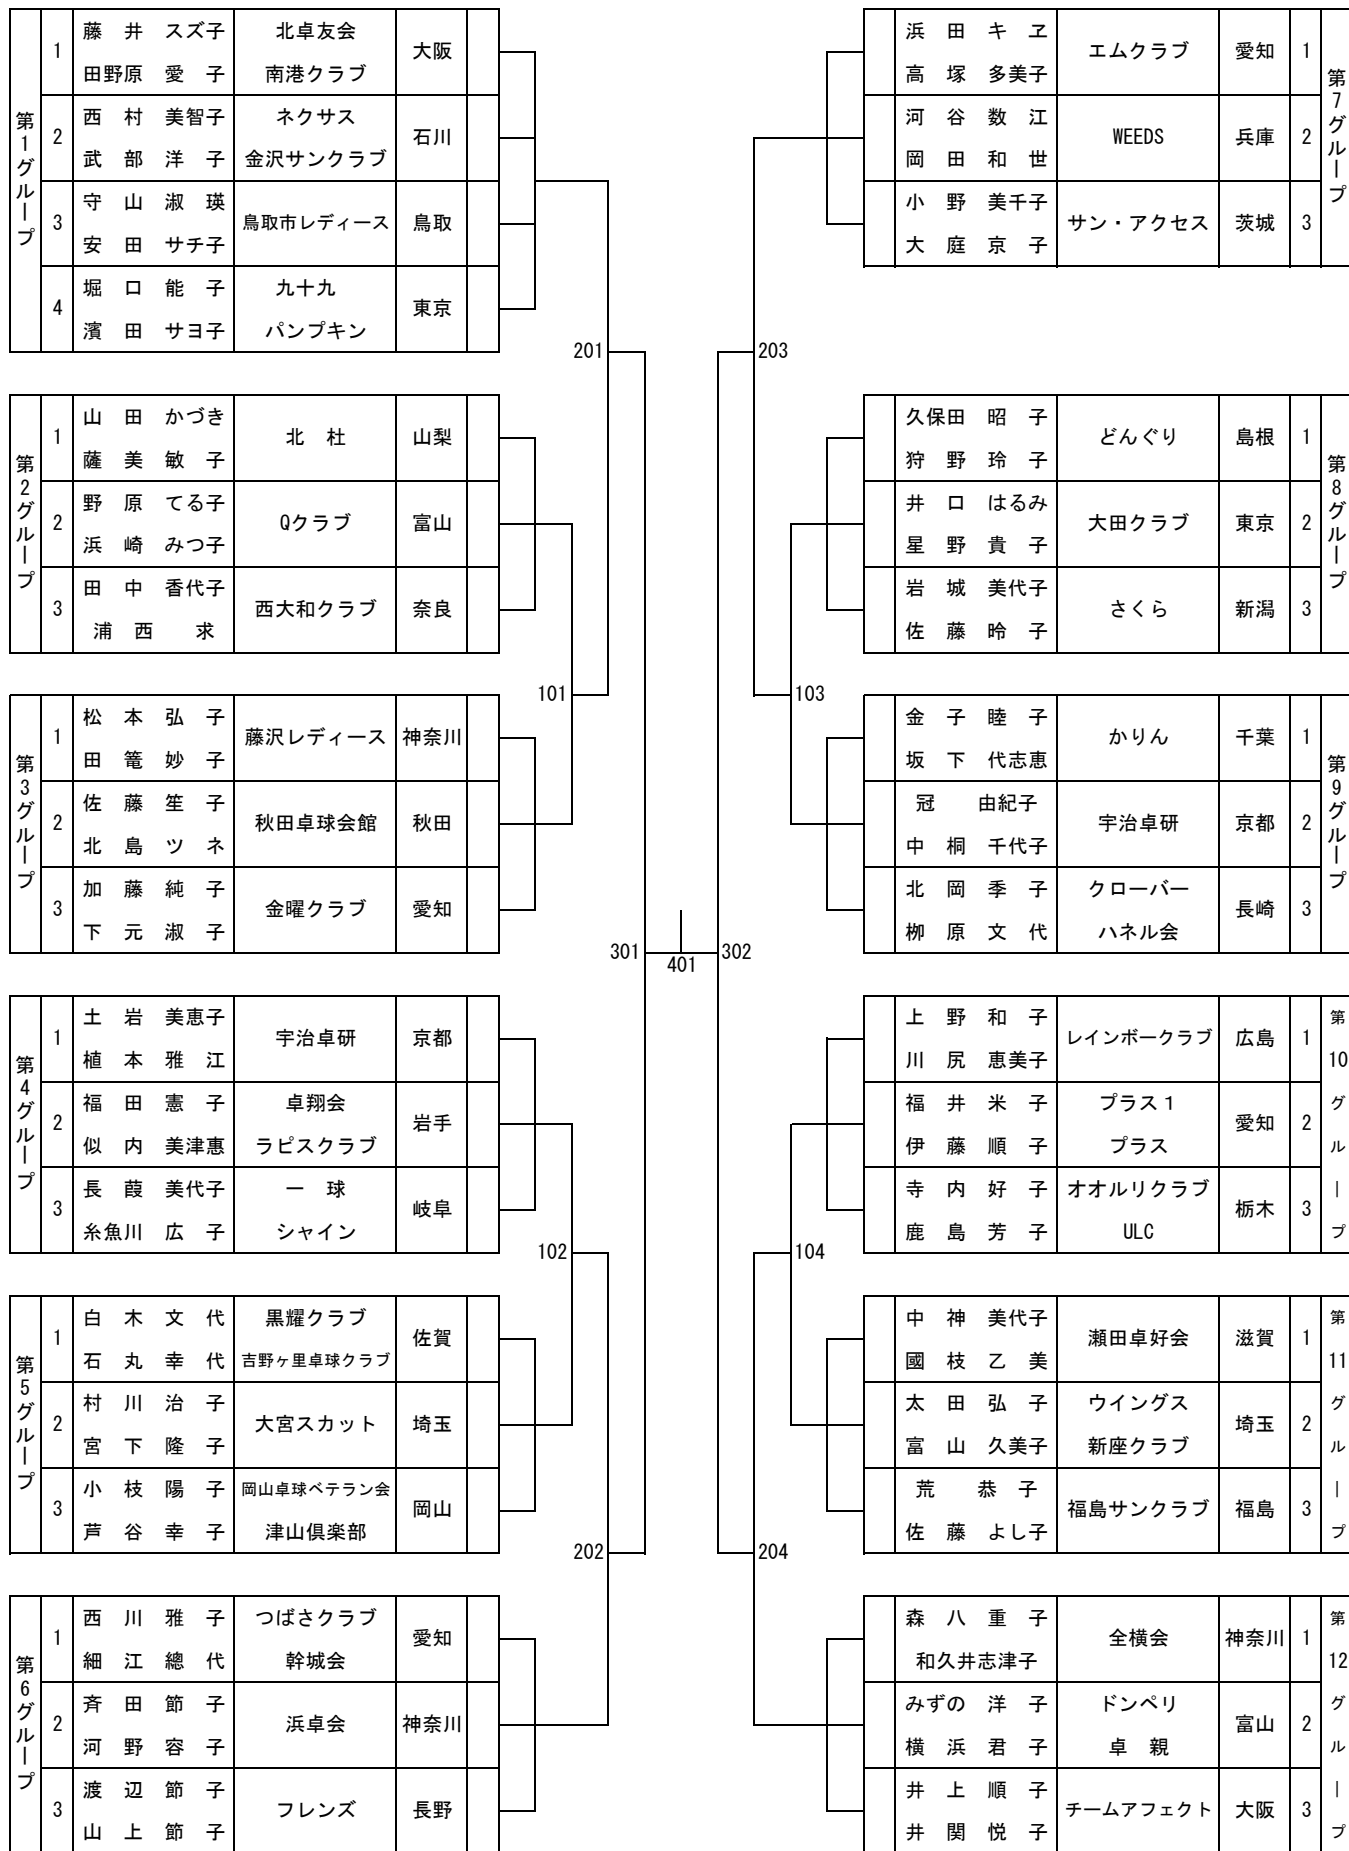 第1グループ
1
藤 井 スズ子 北卓友会
大阪
田野原 愛 子 南港クラブ
2
西 村 美智子 ネクサス
石川
武 部 洋 子 金沢サンクラブ
3
守 山 淑 瑛
鳥取市レディース 鳥取
安 田 サチ子
4
堀 口 能 子 九十九
東京
濱 田 サヨ子 パンプキン
201
第2グループ
1
山 田 かづき
北 杜 山梨
薩 美 敏 子
2
野 原 てる子
Qクラブ 富山
浜 崎 みつ子
3
田 中 香代子
西大和クラブ 奈良
浦 西 求
101
第3グループ
1
松 本 弘 子
藤沢レディース 神奈川
田 篭 妙 子
2
佐 藤 笙 子
秋田卓球会館 秋田
北 島 ツ ネ
3
加 藤 純 子
金曜クラブ 愛知
下 元 淑 子
301
401
302
第4グループ
1
土 岩 美恵子
宇治卓研 京都
植 本 雅 江
2
福 田 憲 子 卓翔会
岩手
似 内 美津惠 ラピスクラブ
3
長 葭 美代子 一 球
岐阜
糸魚川 広 子 シャイン
102
第5グループ
1
白 木 文 代 黒耀クラブ
佐賀
石 丸 幸 代 吉野ヶ里卓球クラブ
2
村 川 治 子
大宮スカット 埼玉
宮 下 隆 子
3
小 枝 陽 子 岡山卓球ベテラン会
岡山
芦 谷 幸 子 津山倶楽部
202
第6グループ
1
西 川 雅 子 つばさクラブ
愛知
細 江 總 代 幹城会
2
斉 田 節 子
浜卓会 神奈川
河 野 容 子
3
渡 辺 節 子
フレンズ 長野
山 上 節 子
第7グループ
浜 田 キ ヱ
エムクラブ 愛知 1
高 塚 多美子
河 谷 数 江
WEEDS 兵庫 2
岡 田 和 世
小 野 美千子
サン・アクセス 茨城 3
大 庭 京 子
203
第8グループ
久保田 昭 子
どんぐり 島根 1
狩 野 玲 子
井 口 はるみ
大田クラブ 東京 2
星 野 貴 子
岩 城 美代子
さくら 新潟 3
佐 藤 昤 子
103
第9グループ
金 子 睦 子
かりん 千葉 1
坂 下 代志恵
冠 由紀子
宇治卓研 京都 2
中 桐 千代子
北 岡 季 子 クローバー
長崎 3
栁 原 文 代 ハネル会
第10グループ
上 野 和 子
レインボークラブ 広島 1
川 尻 恵美子
福 井 米 子 プラス1
愛知 2
伊 藤 順 子 プラス
寺 内 好 子 オオルリクラブ
栃木 3
鹿 島 芳 子 ULC
104
第11グループ
中 神 美代子
瀬田卓好会 滋賀 1
國 枝 乙 美
太 田 弘 子 ウイングス
埼玉 2
富 山 久美子 新座クラブ
荒 恭 子
福島サンクラブ 福島 3
佐 藤 よし子
204
第12グループ
森 八 重 子
全横会 神奈川 1
和久井志津子
みずの 洋 子 ドンペリ
富山 2
横 浜 君 子 卓 親
井 上 順 子
チームアフェクト 大阪 3
井 関 悦 子